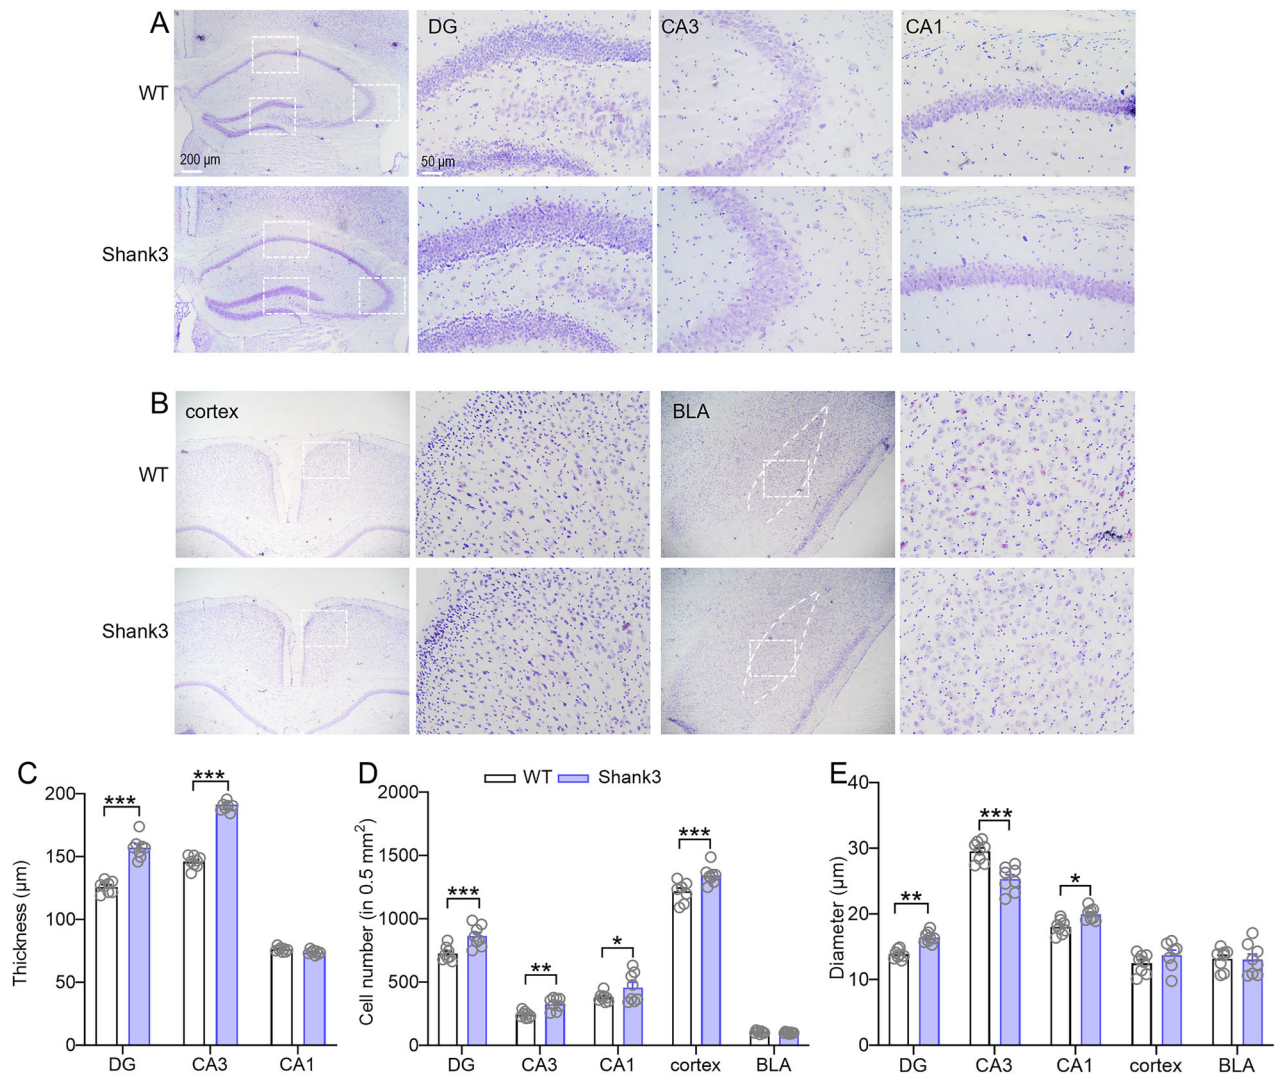 A
DG
CA3
CA1
WT
200 μm
50 μm
Shank3
B
cortex
BLA
WT
Shank3
C
D
WT
Shank3
E
Thickness (μm)
200
150
100
50
0
***
***
DG
CA3
CA1
Cell number (in 0.5 mm²)
2000
1500
1000
500
0
***
**
*
***
DG
CA3
CA1
cortex
BLA
Diameter (μm)
40
30
20
10
0
**
***
*
DG
CA3
CA1
cortex
BLA